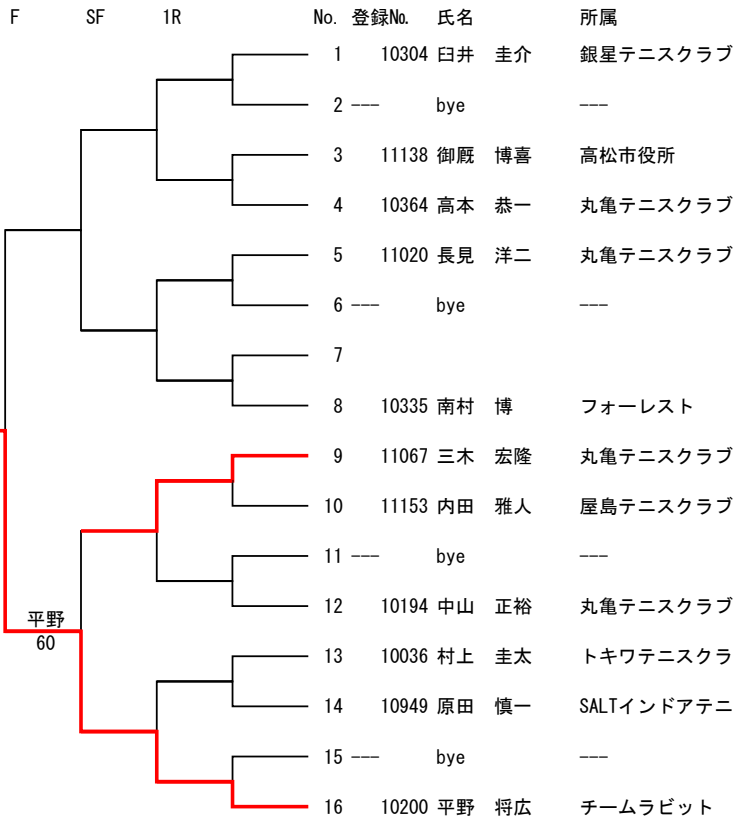 F SF 1R No. 登録No. 氏名 所属
1 10304 臼井 圭介 銀星テニスクラブ
2 --- bye ---
3 11138 御厩 博喜 高松市役所
4 10364 高本 恭一 丸亀テニスクラブ
5 11020 長見 洋二 丸亀テニスクラブ
6 --- bye ---
7
8 10335 南村 博 フォーレスト
9 11067 三木 宏隆 丸亀テニスクラブ
10 11153 内田 雅人 屋島テニスクラブ
11 --- bye ---
12 10194 中山 正裕 丸亀テニスクラブ
平野
60
13 10036 村上 圭太 トキワテニスクラ
14 10949 原田 慎一 SALTインドアテニ
15 --- bye ---
16 10200 平野 将広 チームラビット